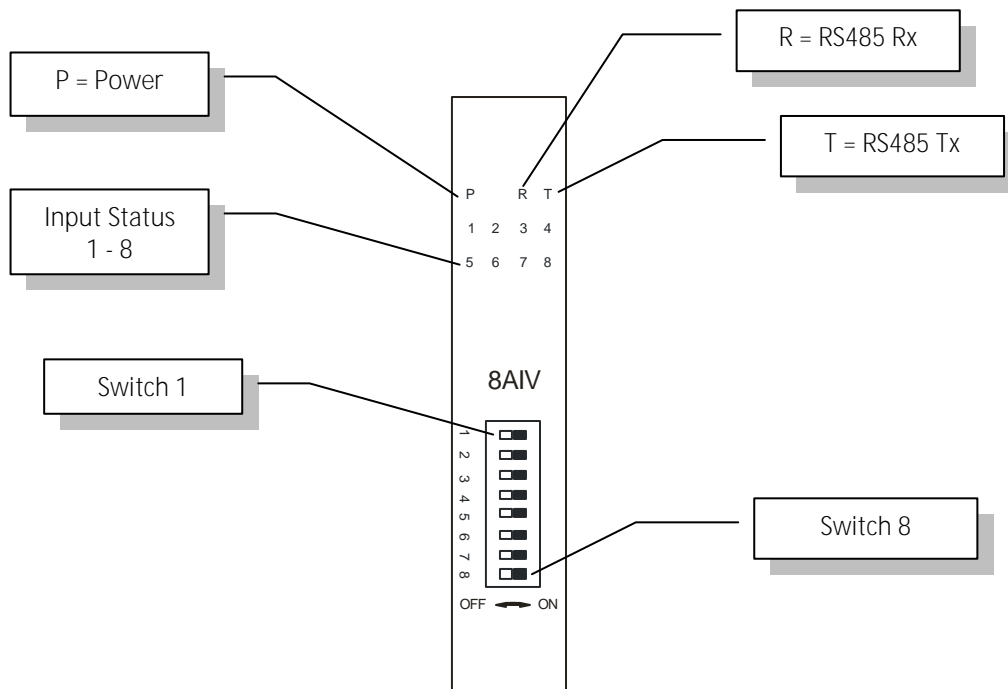 R = RS485 Rx
P = Power
T = RS485 Tx
P R T
Input Status
1 - 8
1 2 3 4
5 6 7 8
Switch 1
8AIV
1
2
3
4
5
6
7
8
Switch 8
OFF ON